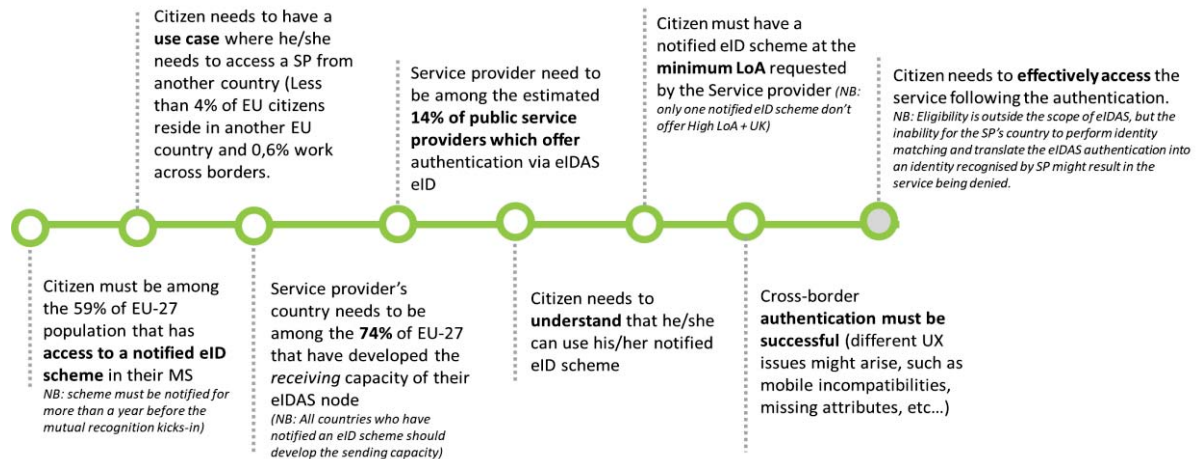 Citizen needs to have a
use case where he/she
needs to access a SP from
another country (Less
than 4% of EU citizens
reside in another EU
country and 0,6% work
across borders.
Service provider need to
be among the estimated
14% of public service
providers which offer
authentication via eIDAS
eID
Citizen must have a
notified eID scheme at the
minimum LoA requested
by the Service provider (NB:
only one notified eID scheme don't
offer High LoA + UK)
Citizen needs to effectively access the
service following the authentication.
NB: Eligibility is outside the scope of eIDAS, but the
inability for the SP's country to perform identity
matching and translate the eIDAS authentication into
an identity recognised by SP might result in the
service being denied.
Citizen must be among
the 59% of EU-27
population that has
access to a notified eID
scheme in their MS
NB: scheme must be notified for
more than a year before the
mutual recognition kicks-in)
Service provider's
country needs to be
among the 74% of EU-27
that have developed the
receiving capacity of their
eIDAS node
(NB: All countries who have
notified an eID scheme should
develop the sending capacity)
Citizen needs to
understand that he/she
can use his/her notified
eID scheme
Cross-border
authentication must be
successful (different UX
issues might arise, such as
mobile incompatibilities,
missing attributes, etc...)